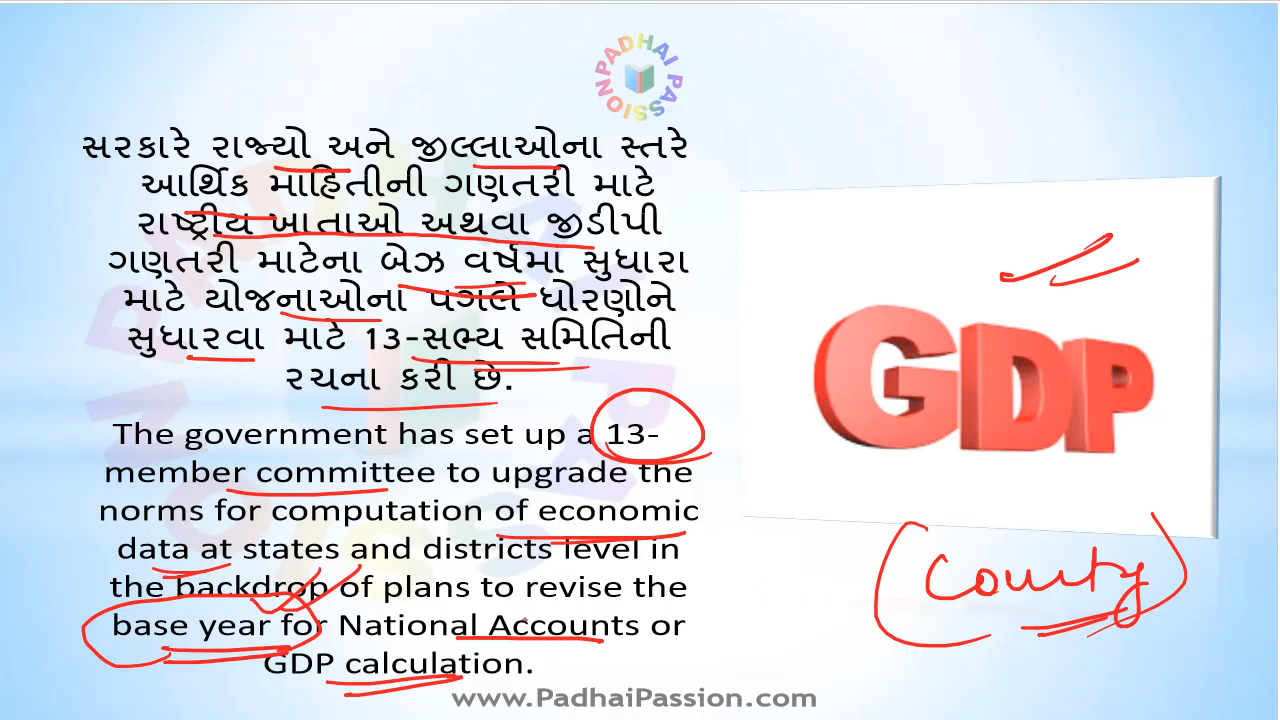 PADHAI PASSION
સરકારે રાજ્યો અને જીલ્લાઓના સ્તરે
આર્થિક માહિતીની ગણતરી માટે
રાષ્ટ્રીય ખાતાઓ અથવા જીડીપી
ગણતરી માટેના બેઝ વર્ષમાં સુધારા
માટે યોજનાઓના પગલે ધોરણોને
સુધારવા માટે 13-સભ્ય સમિતિની
રચના કરી છે.
The government has set up a 13-
member committee to upgrade the
norms for computation of economic
data at states and districts level in
the backdrop of plans to revise the
base year for National Accounts or
GDP calculation.
GDP
(County)
www.PadhaiPassion.com